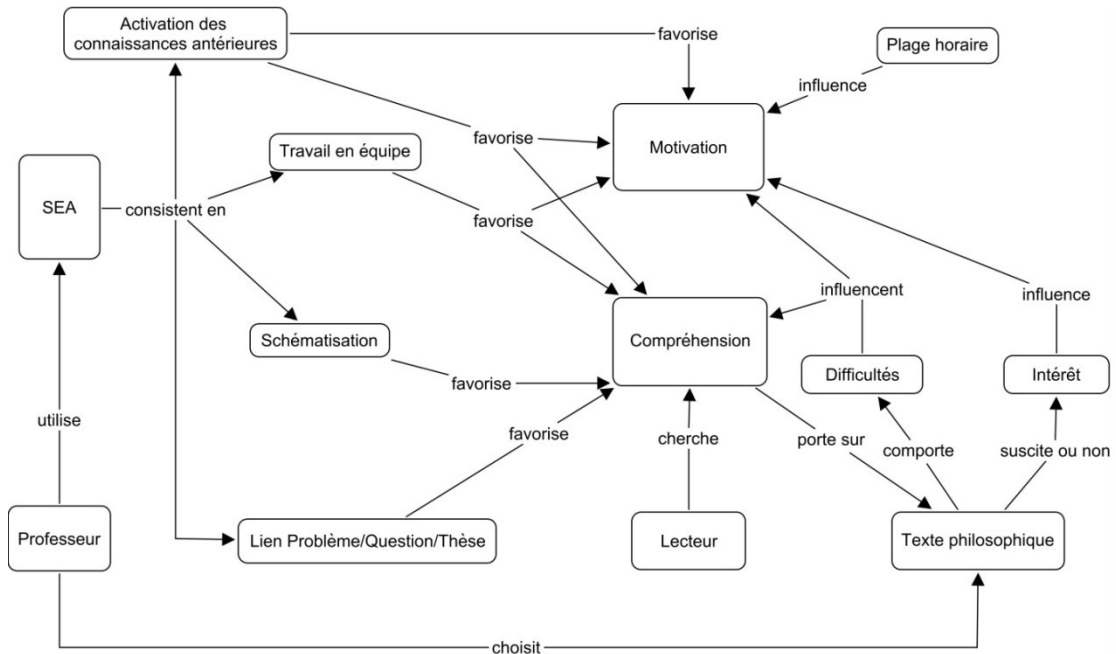 Activation des
connaissances antérieures
favorise
Plage horaire
influence
favorise
Motivation
Travail en équipe
SEA
consistent en
favorise
influencent
influence
Schématisation
Compréhension
favorise
Difficultés
Intérêt
utilise
favorise
cherche
porte sur
comporte
suscite ou non
Professeur
Lien Problème/Question/Thèse
Lecteur
Texte philosophique
choisit